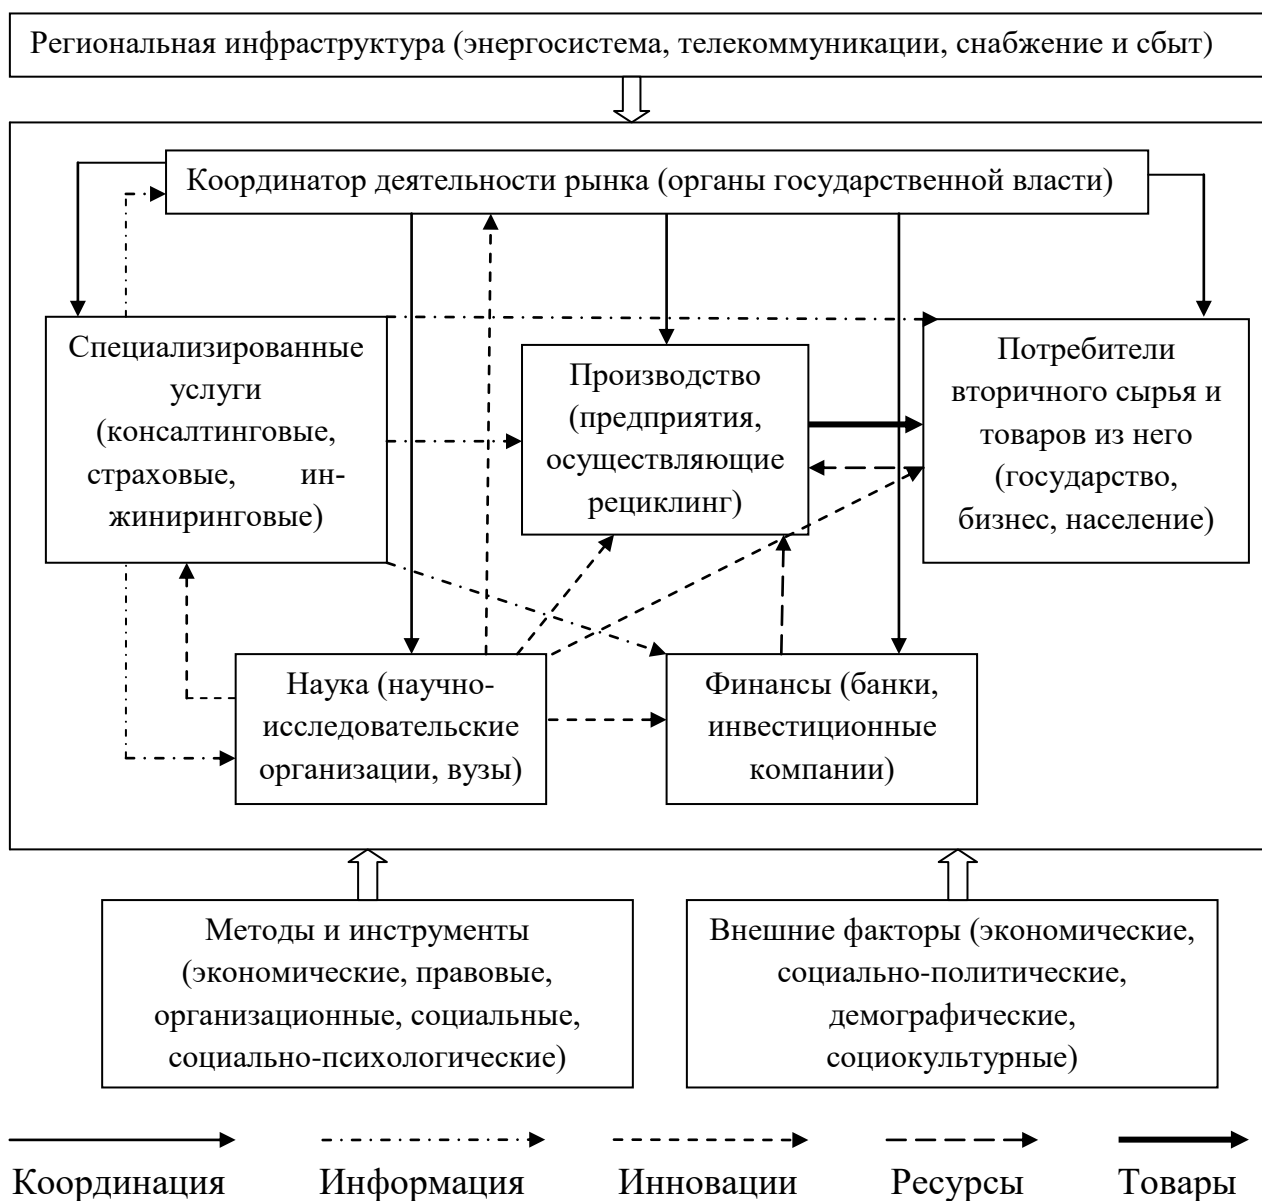 Региональная инфраструктура (энергосистема, телекоммуникации, снабжение и сбыт)
Координатор деятельности рынка (органы государственной власти)
Специализированные
услуги
(консалтинговые,
страховые, ин-
жиниринговые)
Производство
(предприятия,
осуществляющие
рециклинг)
Потребители
вторичного сырья и
товаров из него
(государство,
бизнес, население)
Наука (научно-
исследовательские
организации, вузы)
Финансы (банки,
инвестиционные
компании)
Методы и инструменты
(экономические, правовые,
организационные, социальные,
социально-психологические)
Внешние факторы (экономические,
социально-политические,
демографические,
социокультурные)
Координация
Информация
Инновации
Ресурсы
Товары